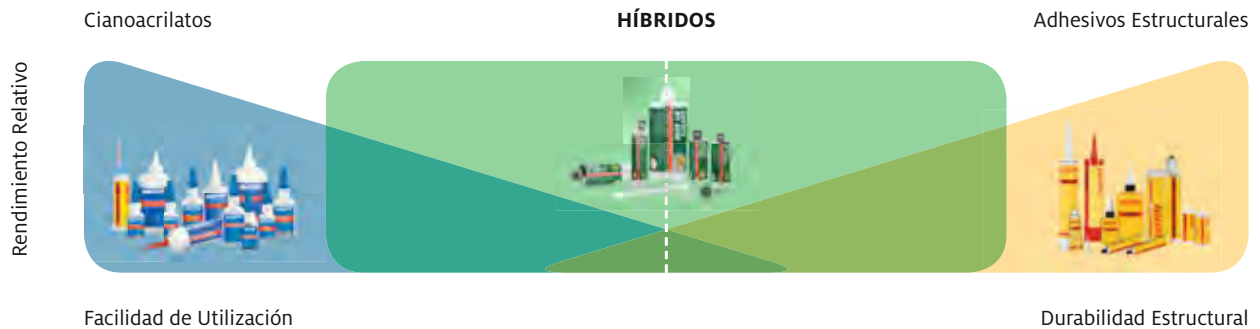 Cianoacrilatos
HÍBRIDOS
Adhesivos Estructurales
Rendimiento Relativo
Facilidad de Utilización
Durabilidad Estructural